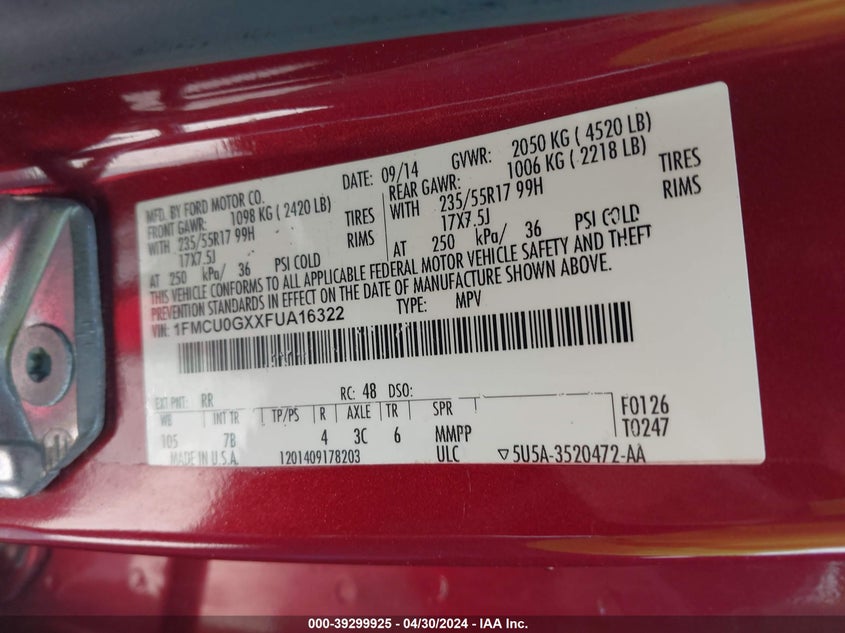 MFD. BY FORD MOTOR CO.
DATE: 09/14 GVWR: 2050 KG ( 4520 LB)
FRONT GAWR: 1098 KG ( 2420 LB) REAR GAWR: 1006 KG ( 2218 LB)
WITH 235/55R17 99H TIRES WITH 235/55R17 99H TIRES
17X7.5J RIMS 17X7.5J RIMS
AT 250 kPa/ 36 PSI COLD AT 250 kPa/ 36 PSI COLD
THIS VEHICLE CONFORMS TO ALL APPLICABLE FEDERAL MOTOR VEHICLE SAFETY AND THEFT
PREVENTION STANDARDS IN EFFECT ON THE DATE OF MANUFACTURE SHOWN ABOVE.
VIN: 1FMCU0GXXFUA16322 TYPE: MPV
EXT PNT: RR RC: 48 DSO:
WB INT TR TP/PS R AXLE TR SPR F0126
105 7B 4 3C 6 MMPP T0247
MADE IN U.S.A. 1201409178203 ULC ▽5U5A-3520472-AA
000-39299925 - 04/30/2024 - IAA Inc.